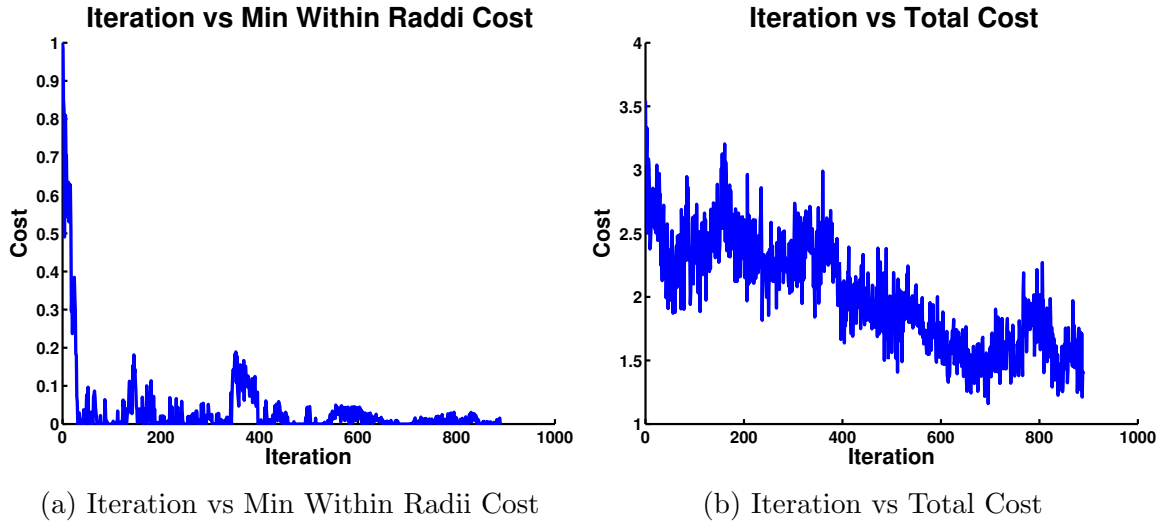 Iteration vs Min Within Raddi Cost
1
0.9
0.8
0.7
0.6
0.5
0.4
0.3
0.2
0.1
0
Cost
0 200 400 600 800 1000
Iteration
(a) Iteration vs Min Within Radii Cost
Iteration vs Total Cost
4
3.5
3
2.5
2
1.5
1
Cost
0 200 400 600 800 1000
Iteration
(b) Iteration vs Total Cost